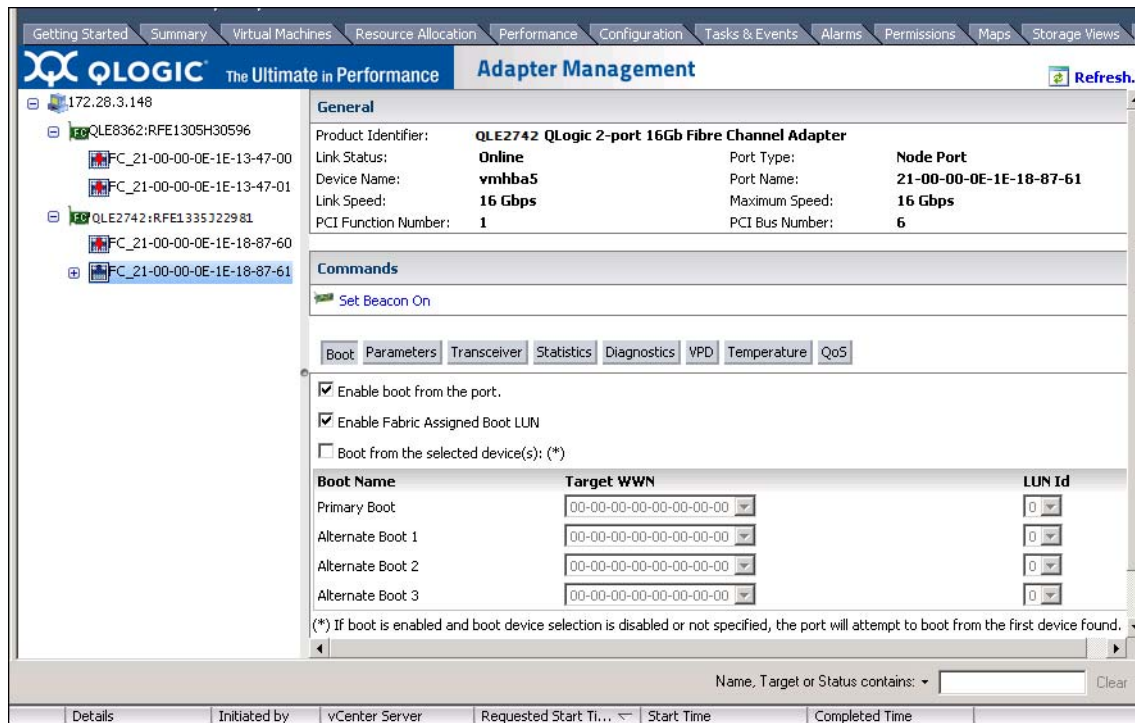 Getting Started Summary Virtual Machines Resource Allocation Performance Configuration Tasks & Events Alarms Permissions Maps Storage Views
QLOGIC The Ultimate in Performance Adapter Management Refresh.
172.28.3.148
QLE8362:RFE1305H30596
FC_21-00-00-0E-1E-13-47-00
FC_21-00-00-0E-1E-13-47-01
QLE2742:RFE1335J22981
FC_21-00-00-0E-1E-18-87-60
FC_21-00-00-0E-1E-18-87-61
General
Product Identifier: QLE2742 QLogic 2-port 16Gb Fibre Channel Adapter
Link Status: Online Port Type: Node Port
Device Name: vmhba5 Port Name: 21-00-00-0E-1E-18-87-61
Link Speed: 16 Gbps Maximum Speed: 16 Gbps
PCI Function Number: 1 PCI Bus Number: 6
Commands
Set Beacon On
Boot Parameters Transceiver Statistics Diagnostics VPD Temperature QoS
Enable boot from the port.
Enable Fabric Assigned Boot LUN
Boot from the selected device(s): (*)
Boot Name Target WWN LUN Id
Primary Boot 00-00-00-00-00-00-00-00 0
Alternate Boot 1 00-00-00-00-00-00-00-00 0
Alternate Boot 2 00-00-00-00-00-00-00-00 0
Alternate Boot 3 00-00-00-00-00-00-00-00 0
(*) If boot is enabled and boot device selection is disabled or not specified, the port will attempt to boot from the first device found.
Name, Target or Status contains: Clear
Details Initiated by vCenter Server Requested Start Ti... Start Time Completed Time